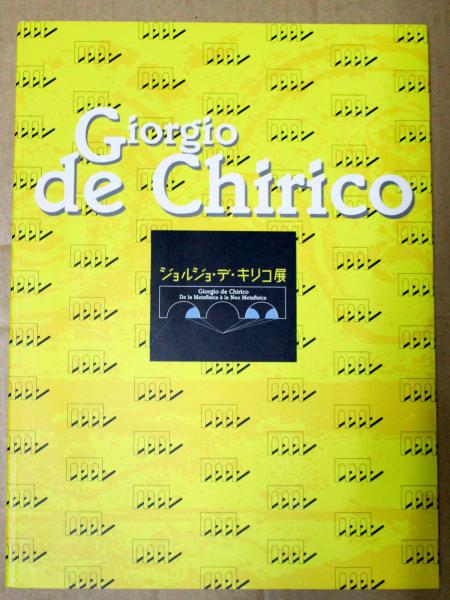 Giorgio
de Chirico
ジョルジョ・デ・キリコ展
Giorgio de Chirico
De la Metafisica à la Neo Metafisica